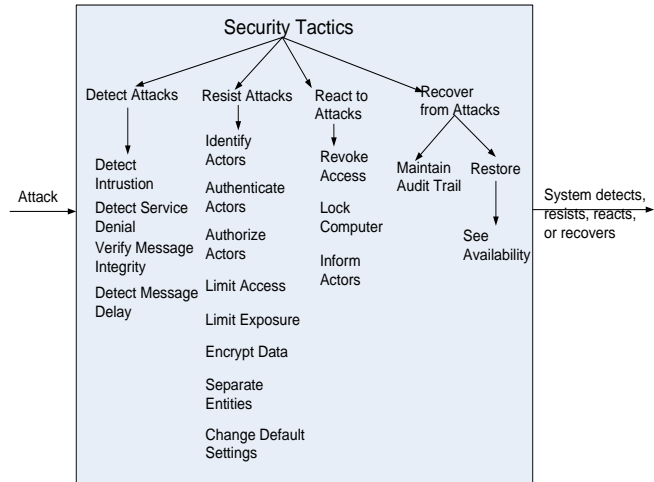 Security Tactics
Detect Attacks
Resist Attacks
React to
Attacks
Recover
from Attacks
Attack
Detect
Intrusion
Detect Service
Denial
Verify Message
Integrity
Detect Message
Delay
Identify
Actors
Authenticate
Actors
Authorize
Actors
Limit Access
Limit Exposure
Encrypt Data
Separate
Entities
Change Default
Settings
Revoke
Access
Lock
Computer
Inform
Actors
Maintain
Audit Trail
Restore
See
Availability
System detects,
resists, reacts,
or recovers